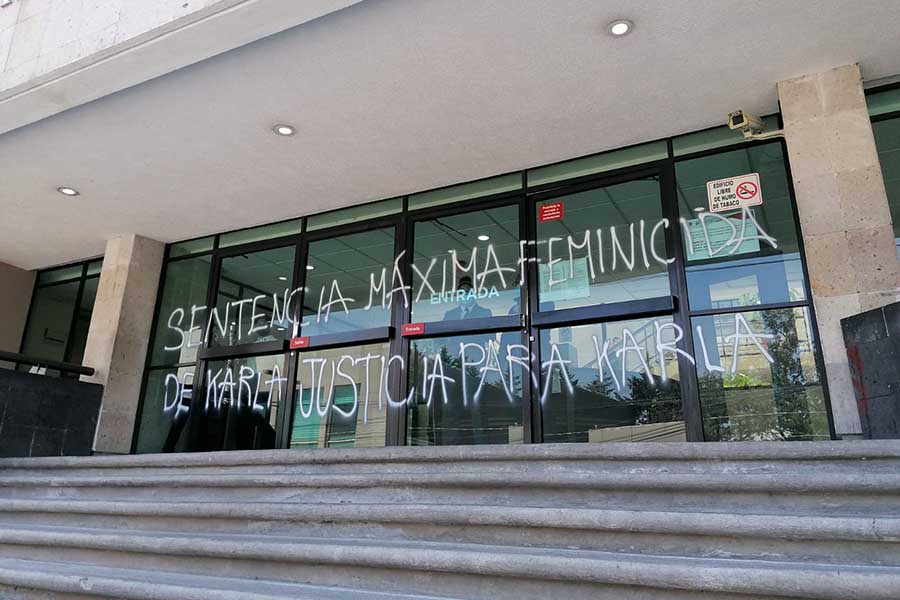 EDIFICIO
LIBRE
DE HUMO
DE TABACO
SENTENCIA MÁXIMA FEMINICIDA
ENTRADA
DE KARLA JUSTICIA PARA KARLA!